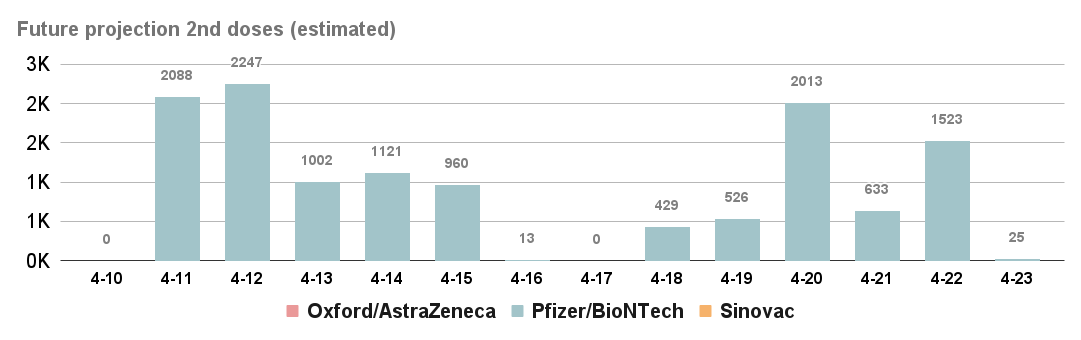 Future projection 2nd doses (estimated)
3K
2K
2K
1K
1K
0K
0
2088
2247
1002
1121
960
13
0
429
526
2013
633
1523
25
4-10 4-11 4-12 4-13 4-14 4-15 4-16 4-17 4-18 4-19 4-20 4-21 4-22 4-23
Oxford/AstraZeneca Pfizer/BioNTech Sinovac